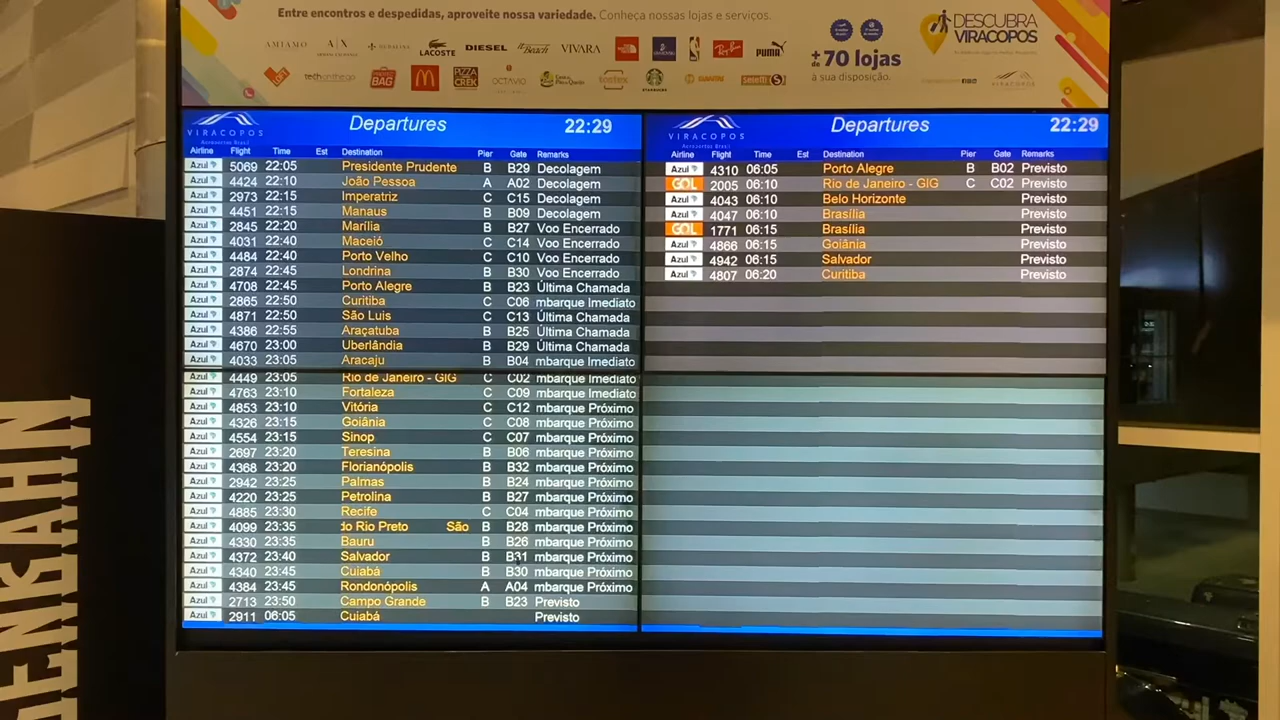 Entre encontros e despedidas, aproveite nossa variedade. Conheça nossas lojas e serviços.
AMIAMO A|X LACOSTE DIESEL Le Beach VIVARA Ray-Ban PUMA
techonthego BAG M PIZZA CREK OCTAVIO STARBUCKS
+ de 70 lojas
à sua disposição.
DESCUBRA
VIRACOPOS
VIRACOPOS
Departures 22:29
Airline Flight Time Est Destination Pier Gate Remarks
Azul 5069 22:05 Presidente Prudente B B29 Decolagem
Azul 4424 22:10 João Pessoa A A02 Decolagem
Azul 2973 22:15 Imperatriz C C15 Decolagem
Azul 4451 22:15 Manaus B B09 Decolagem
Azul 2845 22:20 Marília B B27 Voo Encerrado
Azul 4031 22:40 Maceió C C14 Voo Encerrado
Azul 4484 22:40 Porto Velho C C10 Voo Encerrado
Azul 2874 22:45 Londrina B B30 Voo Encerrado
Azul 4708 22:45 Porto Alegre B B23 Última Chamada
Azul 2865 22:50 Curitiba C C06 mbarque Imediato
Azul 4871 22:50 São Luis C C13 Última Chamada
Azul 4386 22:55 Araçatuba B B25 Última Chamada
Azul 4670 23:00 Uberlândia B B29 Última Chamada
Azul 4033 23:05 Aracaju B B04 mbarque Imediato
Azul 4449 23:05 Rio de Janeiro - GIG C C02 mbarque Imediato
Azul 4763 23:10 Fortaleza C C09 mbarque Imediato
Azul 4853 23:10 Vitória C C12 mbarque Próximo
Azul 4326 23:15 Goiânia C C08 mbarque Próximo
Azul 4554 23:15 Sinop C C07 mbarque Próximo
Azul 2697 23:20 Teresina B B06 mbarque Próximo
Azul 4368 23:20 Florianópolis B B32 mbarque Próximo
Azul 2942 23:25 Palmas B B24 mbarque Próximo
Azul 4220 23:25 Petrolina B B27 mbarque Próximo
Azul 4885 23:30 Recife C C04 mbarque Próximo
Azul 4099 23:35 do Rio Preto São B B28 mbarque Próximo
Azul 4330 23:35 Bauru B B26 mbarque Próximo
Azul 4372 23:40 Salvador B B31 mbarque Próximo
Azul 4340 23:45 Cuiabá B B30 mbarque Próximo
Azul 4384 23:45 Rondonópolis A A04 mbarque Próximo
Azul 2713 23:50 Campo Grande B B23 Previsto
Azul 2911 06:05 Cuiabá Previsto
VIRACOPOS
Departures 22:29
Airline Flight Time Est Destination Pier Gate Remarks
Azul 4310 06:05 Porto Alegre B B02 Previsto
GOL 2005 06:10 Rio de Janeiro - GIG C C02 Previsto
Azul 4043 06:10 Belo Horizonte Previsto
Azul 4047 06:10 Brasília Previsto
GOL 1771 06:15 Brasília Previsto
Azul 4866 06:15 Goiânia Previsto
Azul 4942 06:15 Salvador Previsto
Azul 4807 06:20 Curitiba Previsto